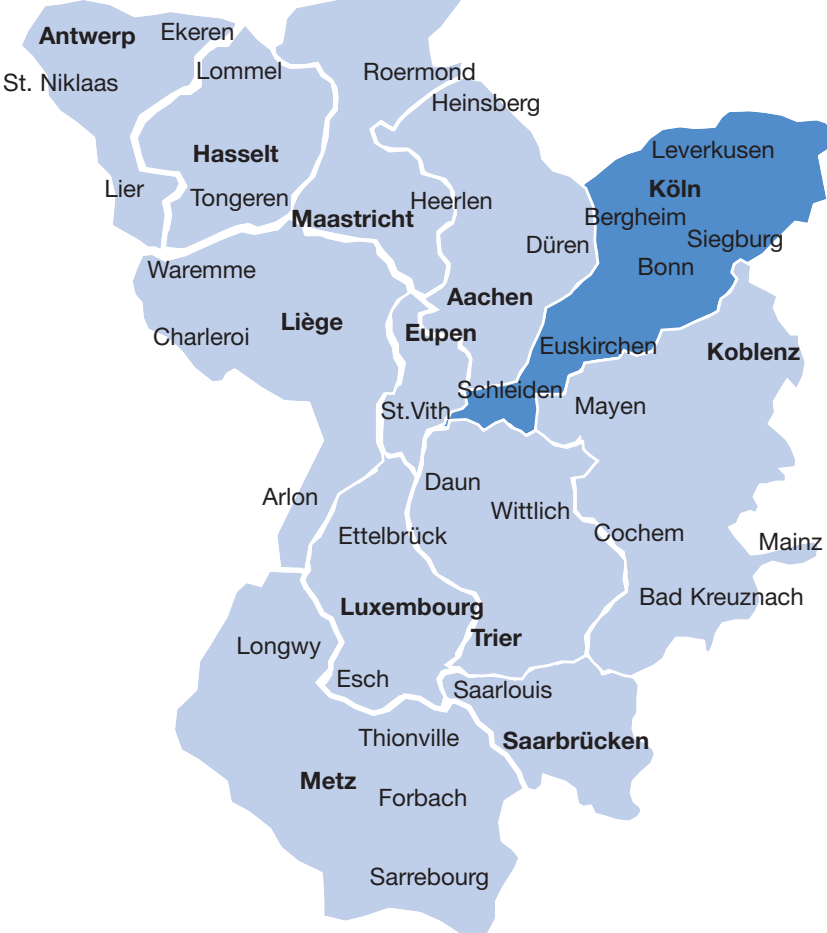 Ekeren
Antwerp
Lommel
Roermond
St. Niklaas
Heinsberg
Leverkusen
Hasselt
Köln
Lier
Tongeren
Heerlen
Maastricht
Bergheim
Siegburg
Düren
Waremme
Bonn
Aachen
Liège
Eupen
Charleroi
Euskirchen
Koblenz
Schleiden
St.Vith
Mayen
Daun
Arlon
Wittlich
Ettelbrück
Cochem
Mainz
Bad Kreuznach
Luxembourg
Trier
Longwy
Esch
Saarlouis
Thionville
Saarbrücken
Metz
Forbach
Sarrebourg